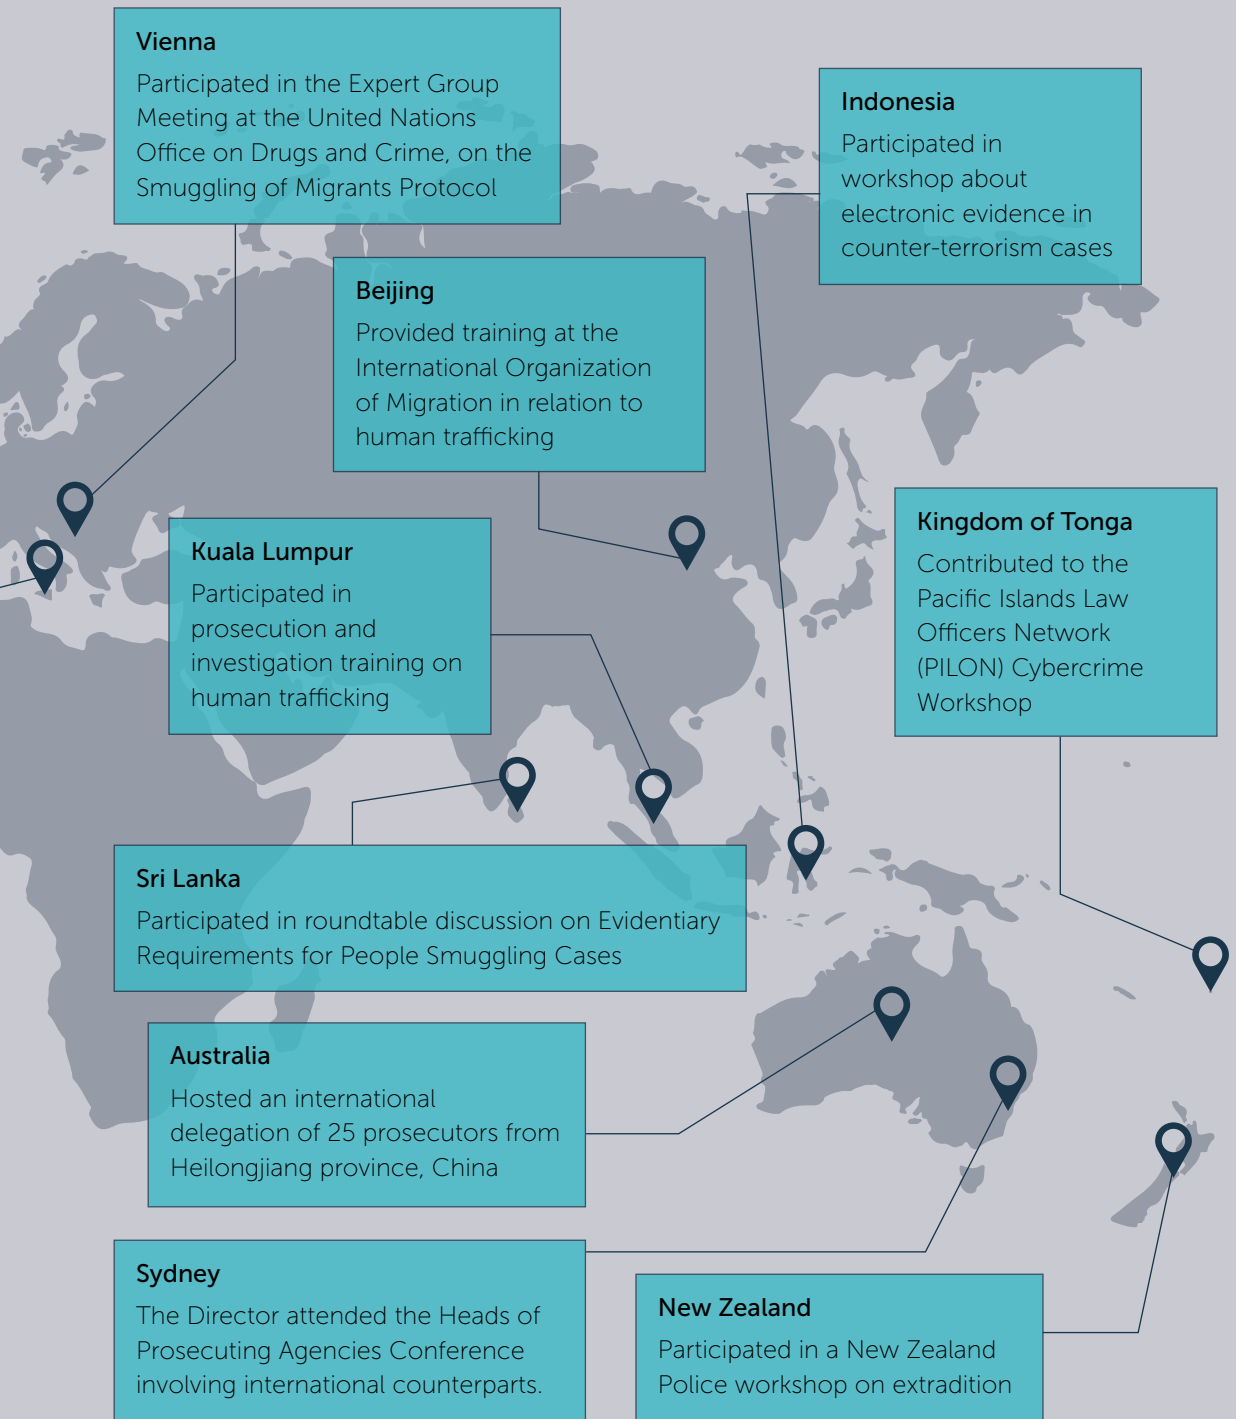 Vienna
Participated in the Expert Group
Meeting at the United Nations
Office on Drugs and Crime, on the
Smuggling of Migrants Protocol
Indonesia
Participated in
workshop about
electronic evidence in
counter-terrorism cases
Beijing
Provided training at the
International Organization
of Migration in relation to
human trafficking
Kuala Lumpur
Participated in
prosecution and
investigation training on
human trafficking
Kingdom of Tonga
Contributed to the
Pacific Islands Law
Officers Network
(PILON) Cybercrime
Workshop
Sri Lanka
Participated in roundtable discussion on Evidentiary
Requirements for People Smuggling Cases
Australia
Hosted an international
delegation of 25 prosecutors from
Heilongjiang province, China
Sydney
The Director attended the Heads of
Prosecuting Agencies Conference
involving international counterparts.
New Zealand
Participated in a New Zealand
Police workshop on extradition